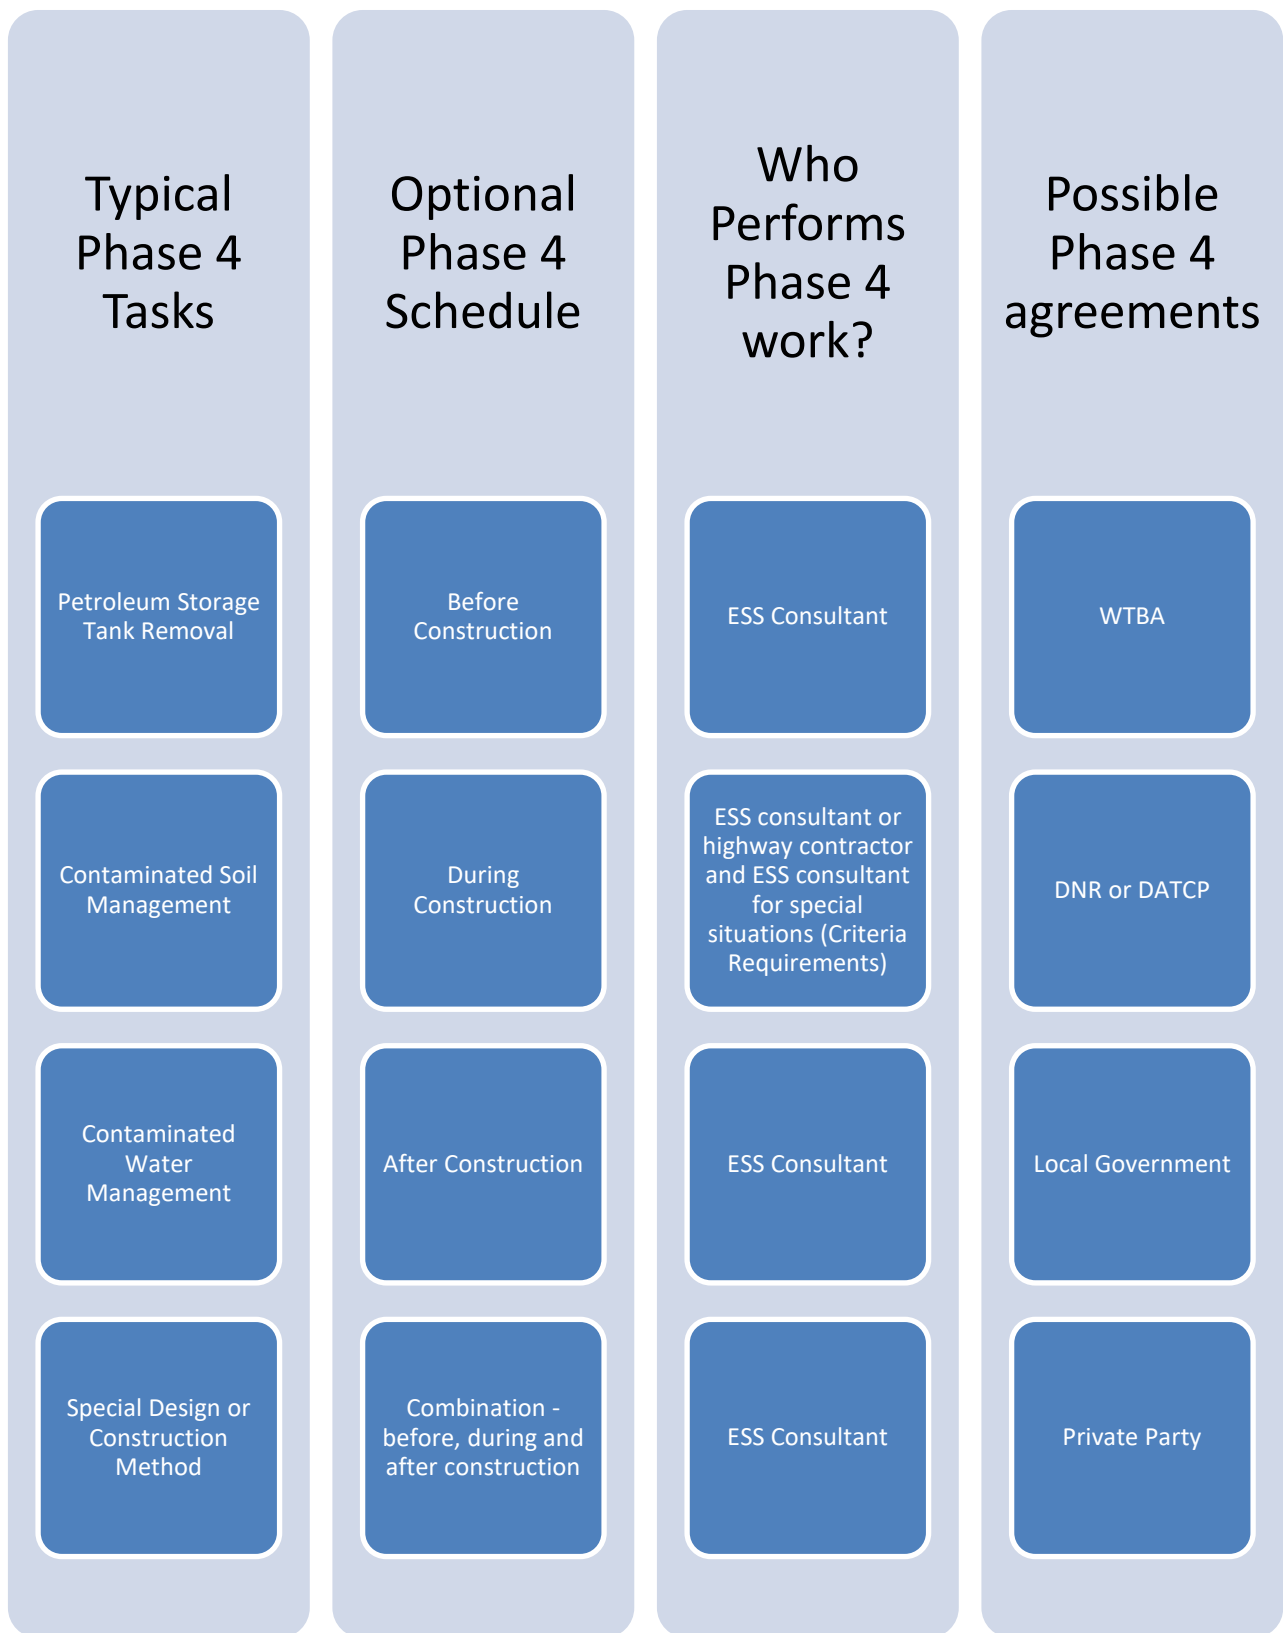 Typical
Phase 4
Tasks
Petroleum Storage
Tank Removal
Contaminated Soil
Management
Contaminated
Water
Management
Special Design or
Construction
Method
Optional
Phase 4
Schedule
Before
Construction
During
Construction
After Construction
Combination -
before, during and
after construction
Who
Performs
Phase 4
work?
ESS Consultant
ESS consultant or
highway contractor
and ESS consultant
for special
situations (Criteria
Requirements)
ESS Consultant
ESS Consultant
Possible
Phase 4
agreements
WTBA
DNR or DATCP
Local Government
Private Party